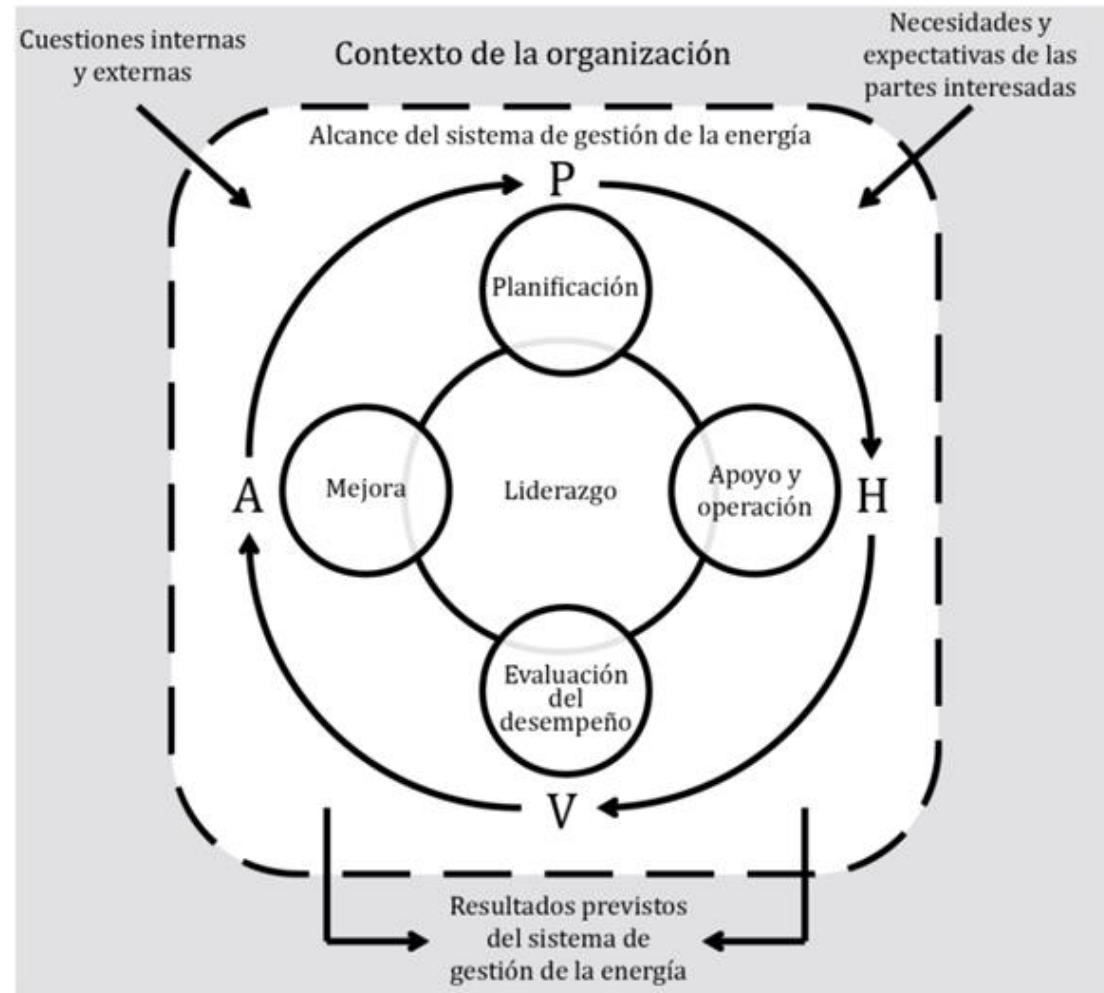 Cuestiones internas
y externas
Contexto de la organización
Necesidades y
expectativas de las
partes interesadas
Alcance del sistema de gestión de la energía
P
Planificación
A
Mejora
Liderazgo
Apoyo y
operación
H
Evaluación
del
desempeño
V
Resultados previstos
del sistema de
gestión de la energía